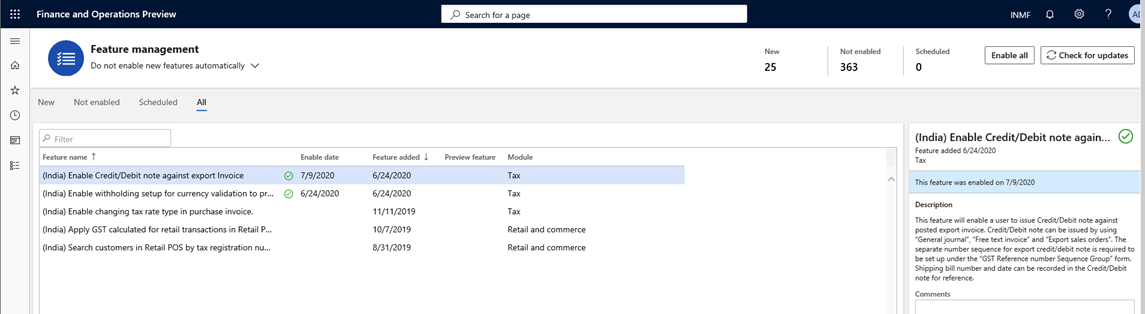 Finance and Operations Preview
Search for a page
INMF
?
AD
Feature management
Do not enable new features automatically
New
25
Not enabled
363
Scheduled
0
Enable all
Check for updates
New Not enabled Scheduled All
Filter
Feature name ↑ Enable date Feature added ↓ Preview feature Module
(India) Enable Credit/Debit note against export Invoice 7/9/2020 6/24/2020 Tax
(India) Enable withholding setup for currency validation to pr... 6/24/2020 6/24/2020 Tax
(India) Enable changing tax rate type in purchase invoice. 11/11/2019 Tax
(India) Apply GST calculated for retail transactions in Retail P... 10/7/2019 Retail and commerce
(India) Search customers in Retail POS by tax registration nu... 8/31/2019 Retail and commerce
(India) Enable Credit/Debit note again...
Feature added 6/24/2020
Tax
This feature was enabled on 7/9/2020
Description
This feature will enable a user to issue Credit/Debit note against
posted export invoice. Credit/Debit note can be issued by using
"General journal", "Free text invoice" and "Export sales orders". The
separate number sequence for export credit/debit note is required to
be set up under the "GST Reference number Sequence Group" form.
Shipping bill number and date can be recorded in the Credit/Debit
note for reference.
Comments